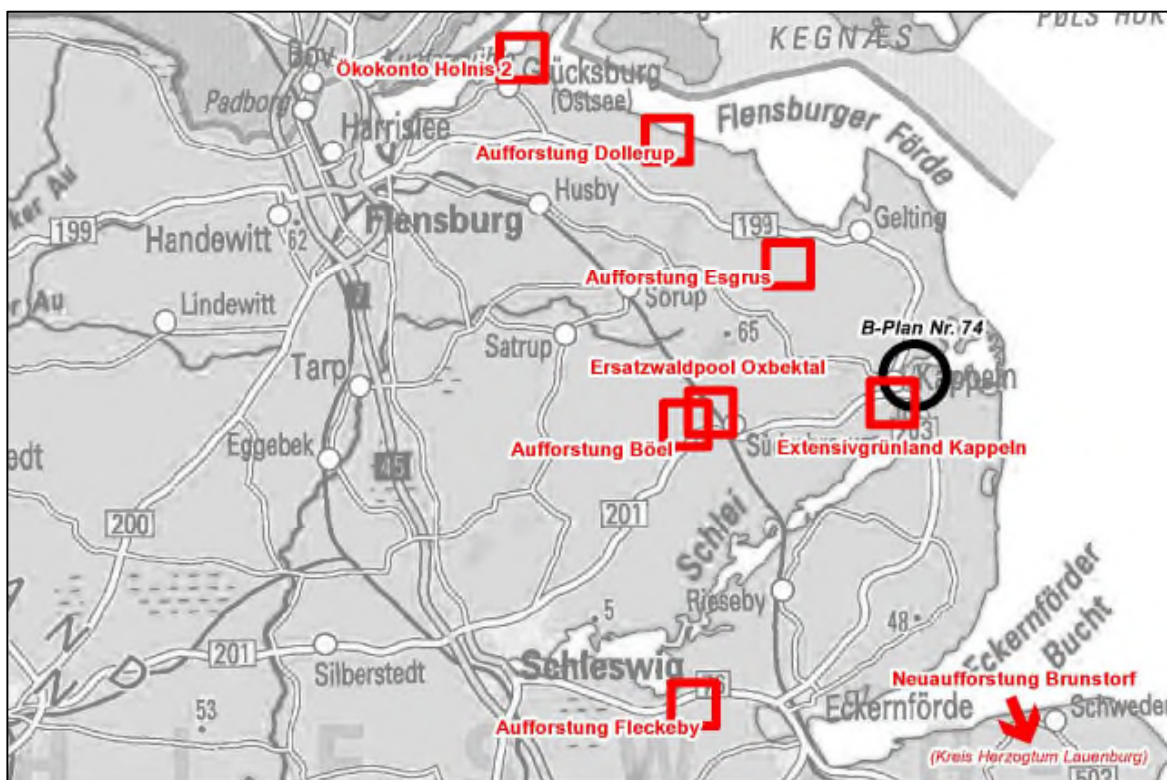 PØLS HUK
KEGNÆS
Bov
Ökokonto Holnis 2
Glücksburg
(Ostsee)
Padborg
Harrislee
Flensburger Förde
Aufforstung Dollerup
Husby
Flensburg
199
Handewitt
62
199
Gelting
Aufforstung Esgrus
Lindewitt
Sörup
7
65
B-Plan Nr. 74
Satrup
Tarp
Ersatzwaldpool Oxbektal
Kappeln
Aufforstung Böel
Extensivgrünland Kappeln
203
Eggebek
45
200
201
Schlei
Rieseby
5
48
Eckernförder
Bucht
201
Silberstedt
Schleswig
76
Neuaufforstung Brunstorf
Eckernförde
53
Aufforstung Fleckeby
(Kreis Herzogtum Lauenburg)